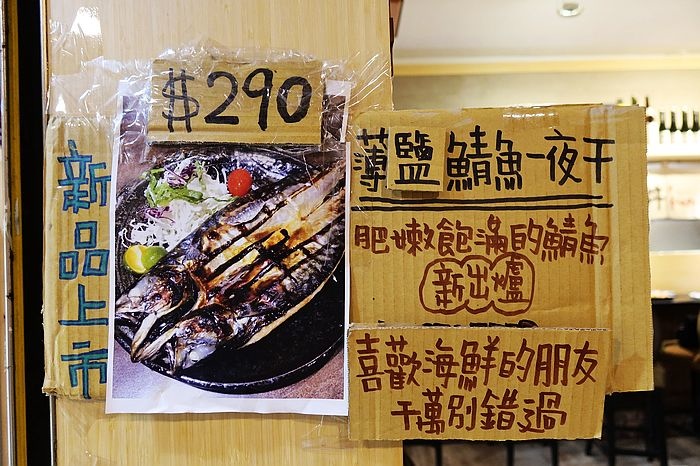 $290
新品上市
薄鹽鯖魚一夜干
肥嫩飽滿的鯖魚
新出爐
喜歡海鮮的朋友
千萬別錯過